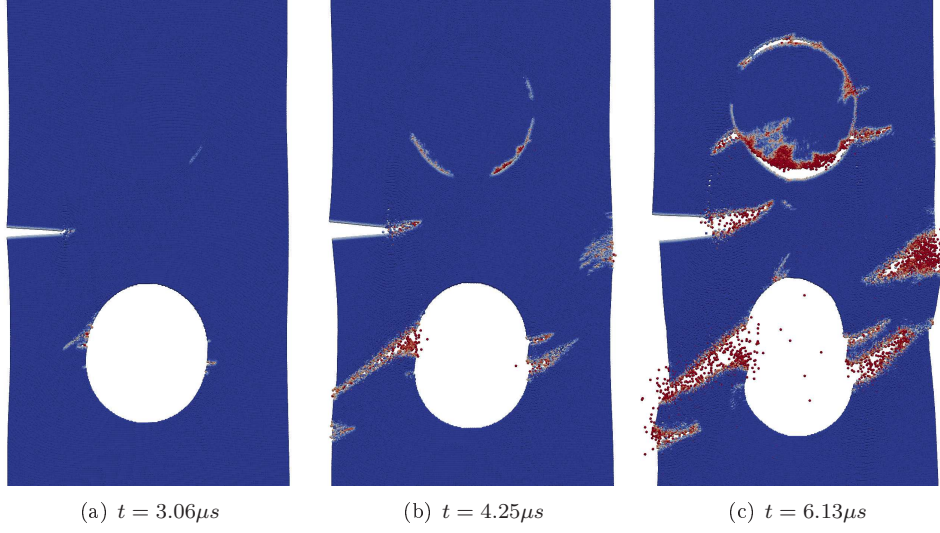 (a) t = 3.06μs
(b) t = 4.25μs
(c) t = 6.13μs